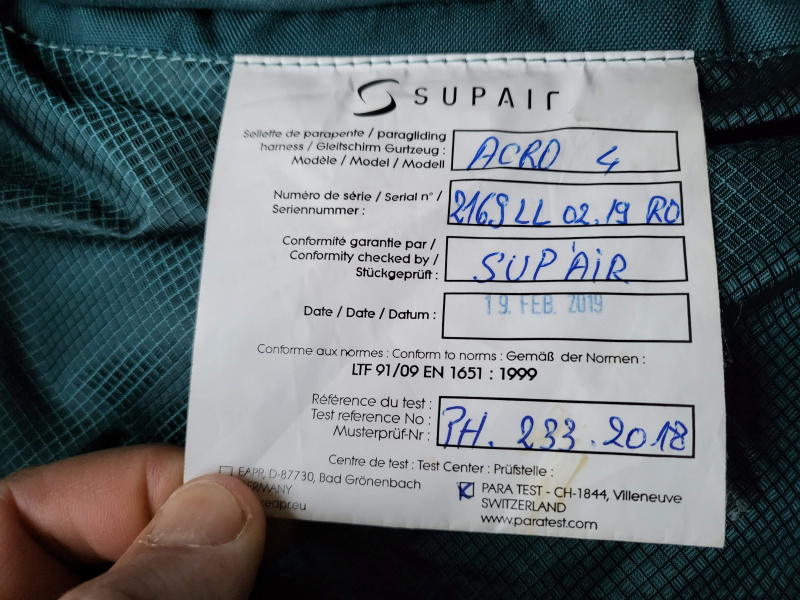 SUPAIR
Sellette de parapente / paragliding
harness / Gleitschirm Gurtzeug :
Modèle / Model / Modell
ACRO 4
Numéro de série / Serial n° /
Seriennummer :
2169 LL 02.19 RO
Conformité garantie par /
Conformity checked by /
Stückgeprüft :
SUP'AIR
Date / Date / Datum :
19. FEB. 2019
Conforme aux normes : Conform to norms : Gemäß der Normen :
LTF 91/09 EN 1651 : 1999
Référence du test :
Test reference No :
Musterprüf-Nr :
PH. 233.2018
Centre de test : Test Center : Prüfstelle :
EAPR, D-87730, Bad Grönenbach
GERMANY
eapr.eu
PARA TEST - CH-1844, Villeneuve
SWITZERLAND
www.paratest.com